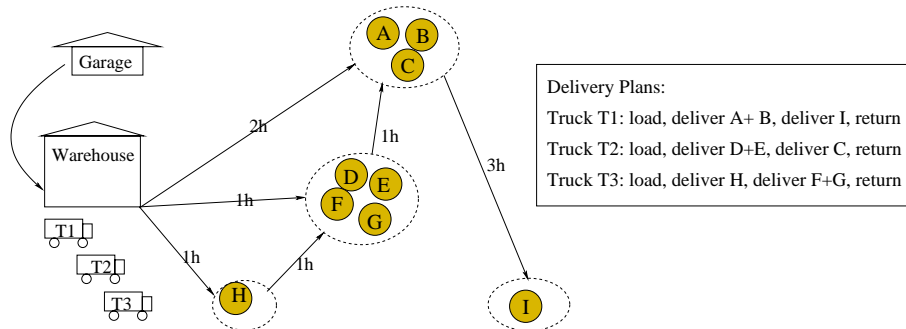 Garage
Warehouse
T1
T2
T3
2h
1h
1h
1h
1h
3h
A
B
C
D
E
F
G
H
I
Delivery Plans:
Truck T1: load, deliver A+ B, deliver I, return
Truck T2: load, deliver D+E, deliver C, return
Truck T3: load, deliver H, deliver F+G, return